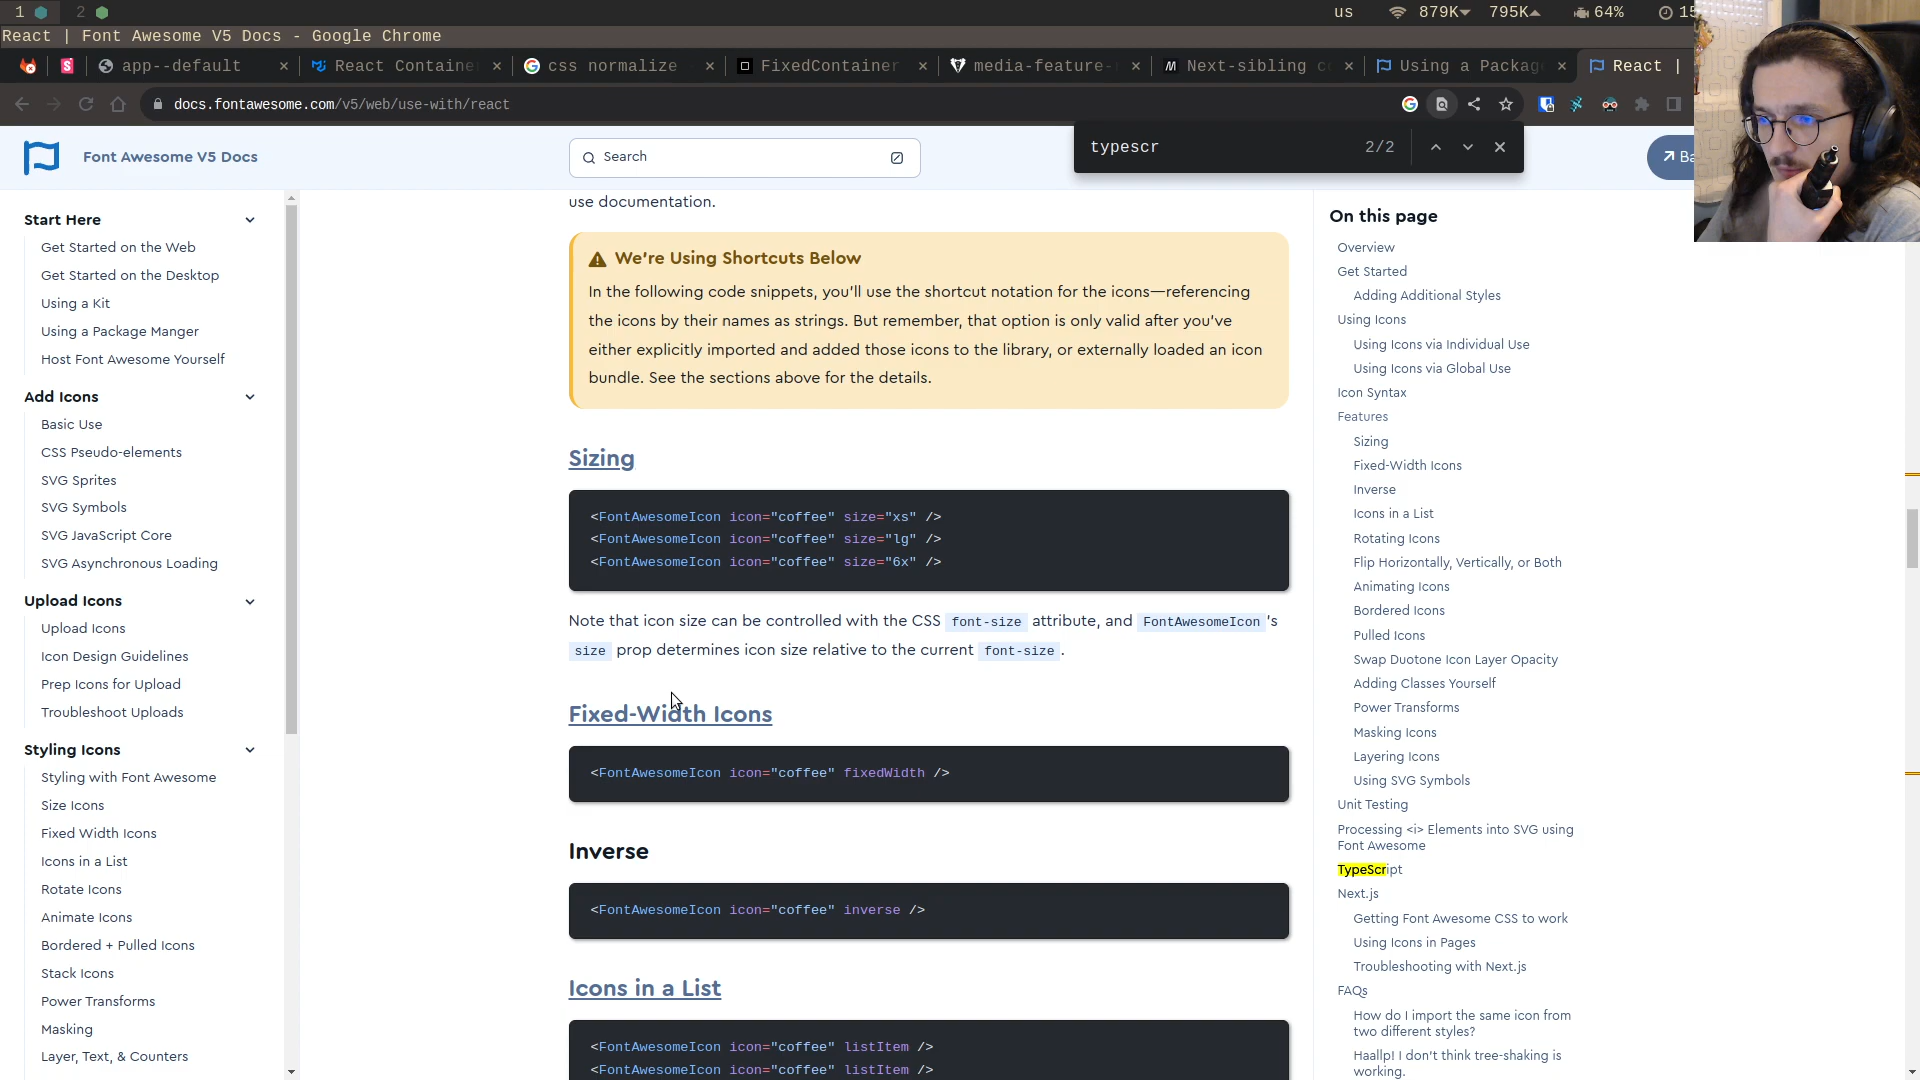 1
2
us
879K
795K
64%
15
React | Font Awesome V5 Docs - Google Chrome
app--default
React Containe
css normalize
FixedContainer
media-feature-
Next-sibling c
Using a Packag
React |
docs.fontawesome.com/v5/web/use-with/react
Font Awesome V5 Docs
Search
typescr
2/2
Ba
Start Here
Get Started on the Web
Get Started on the Desktop
Using a Kit
Using a Package Manger
Host Font Awesome Yourself
Add Icons
Basic Use
CSS Pseudo-elements
SVG Sprites
SVG Symbols
SVG JavaScript Core
SVG Asynchronous Loading
Upload Icons
Upload Icons
Icon Design Guidelines
Prep Icons for Upload
Troubleshoot Uploads
Styling Icons
Styling with Font Awesome
Size Icons
Fixed Width Icons
Icons in a List
Rotate Icons
Animate Icons
Bordered + Pulled Icons
Stack Icons
Power Transforms
Masking
Layer, Text, & Counters
use documentation.
We're Using Shortcuts Below
In the following code snippets, you'll use the shortcut notation for the icons—referencing
the icons by their names as strings. But remember, that option is only valid after you've
either explicitly imported and added those icons to the library, or externally loaded an icon
bundle. See the sections above for the details.
Sizing
<FontAwesomeIcon icon="coffee" size="xs" />
<FontAwesomeIcon icon="coffee" size="lg" />
<FontAwesomeIcon icon="coffee" size="6x" />
Note that icon size can be controlled with the CSS font-size attribute, and FontAwesomeIcon's
size prop determines icon size relative to the current font-size.
Fixed-Width Icons
<FontAwesomeIcon icon="coffee" fixedWidth />
Inverse
<FontAwesomeIcon icon="coffee" inverse />
Icons in a List
<FontAwesomeIcon icon="coffee" listItem />
<FontAwesomeIcon icon="coffee" listItem />
On this page
Overview
Get Started
Adding Additional Styles
Using Icons
Using Icons via Individual Use
Using Icons via Global Use
Icon Syntax
Features
Sizing
Fixed-Width Icons
Inverse
Icons in a List
Rotating Icons
Flip Horizontally, Vertically, or Both
Animating Icons
Bordered Icons
Pulled Icons
Swap Duotone Icon Layer Opacity
Adding Classes Yourself
Power Transforms
Masking Icons
Layering Icons
Using SVG Symbols
Unit Testing
Processing <i> Elements into SVG using
Font Awesome
TypeScript
Next.js
Getting Font Awesome CSS to work
Using Icons in Pages
Troubleshooting with Next.js
FAQs
How do I import the same icon from
two different styles?
Haallp! I don't think tree-shaking is
working.